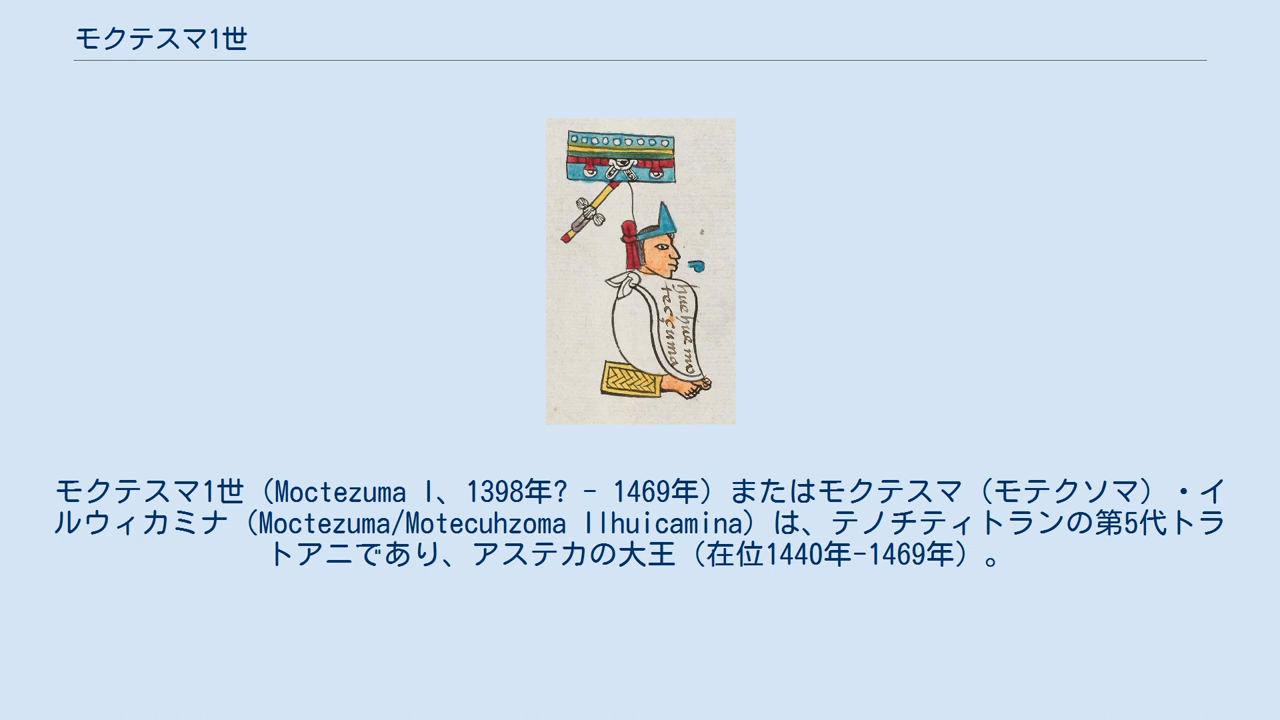 モクテスマ1世
huehuemo
tecçuma
モクテスマ1世（Moctezuma I、1398年? - 1469年）またはモクテスマ（モテクソマ）・イ
ルウィカミナ（Moctezuma/Motecuhzoma Ilhuicamina）は、テノチティトランの第5代トラ
トアニであり、アステカの大王（在位1440年-1469年）。